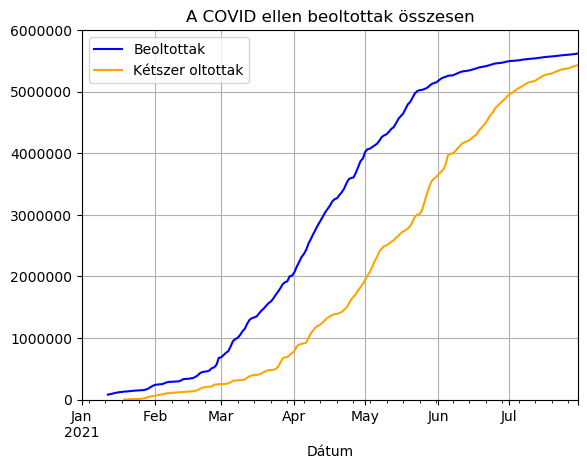 A COVID ellen beoltottak összesen
Beoltottak
Kétszer oltottak
6000000
5000000
4000000
3000000
2000000
1000000
0
Jan Feb Mar Apr May Jun Jul
2021
Dátum